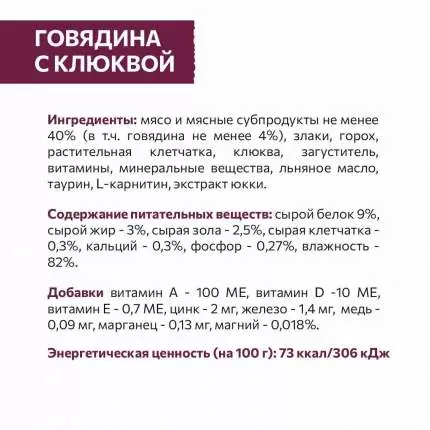 ГОВЯДИНА
С КЛЮКВОЙ
Ингредиенты: мясо и мясные субпродукты не менее
40% (в т.ч. говядина не менее 4%), злаки, горох,
растительная клетчатка, клюква, загуститель,
витамины, минеральные вещества, льняное масло,
таурин, L-карнитин, экстракт юкки.
Содержание питательных веществ: сырой белок 9%,
сырой жир - 3%, сырая зола - 2,5%, сырая клетчатка -
0,3%, кальций - 0,3%, фосфор - 0,27%, влажность -
82%.
Добавки витамин А - 100 МЕ, витамин D -10 МЕ,
витамин Е - 0,7 МЕ, цинк - 2 мг, железо - 1,4 мг, медь -
0,09 мг, марганец - 0,13 мг, магний - 0,018%.
Энергетическая ценность (на 100 г): 73 ккал/306 кДж